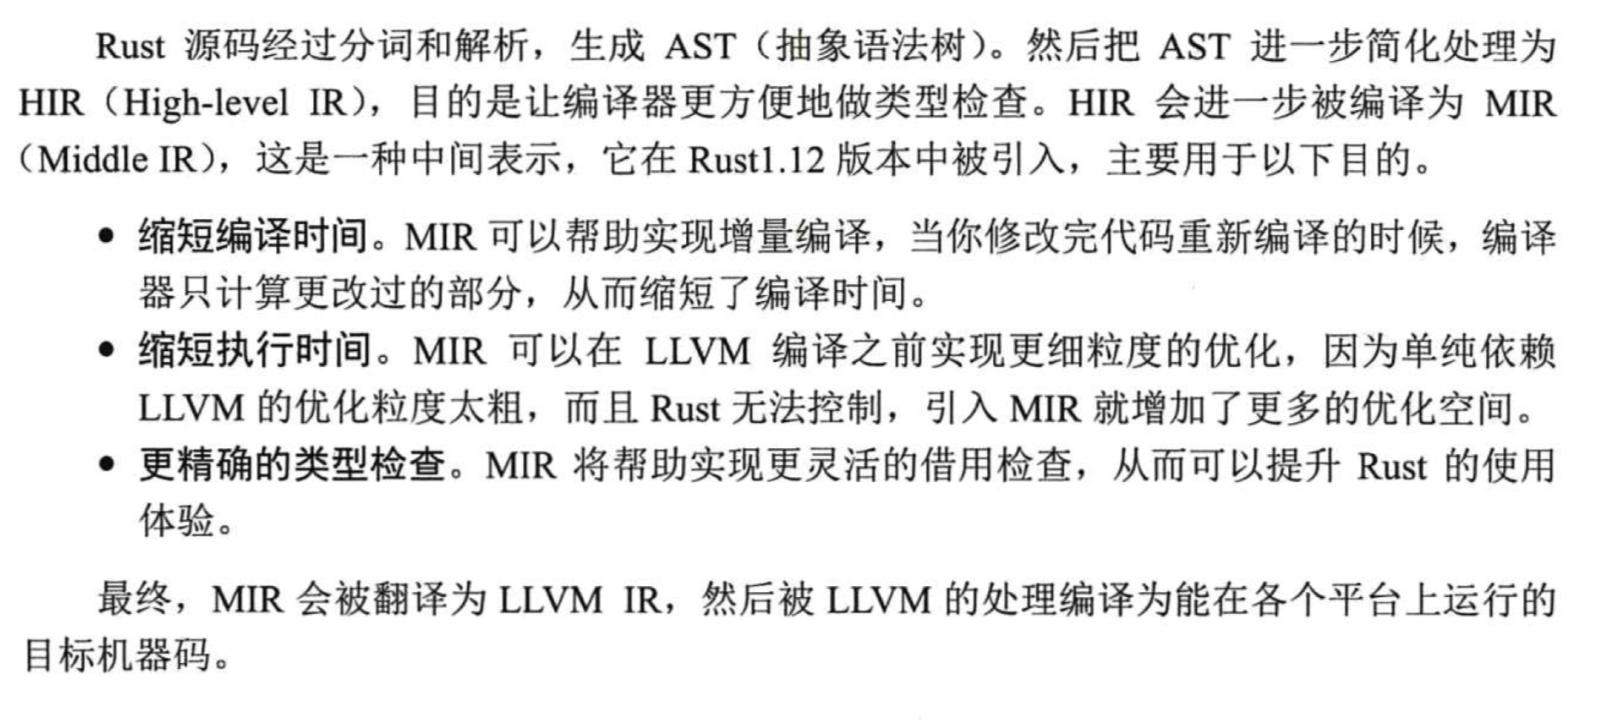 Rust 源码经过分词和解析，生成 AST（抽象语法树）。然后把 AST 进一步简化处理为
HIR（High-level IR），目的是让编译器更方便地做类型检查。HIR 会进一步被编译为 MIR
（Middle IR），这是一种中间表示，它在 Rust1.12 版本中被引入，主要用于以下目的。
● 缩短编译时间。MIR 可以帮助实现增量编译，当你修改完代码重新编译的时候，编译
器只计算更改过的部分，从而缩短了编译时间。
● 缩短执行时间。MIR 可以在 LLVM 编译之前实现更细粒度的优化，因为单纯依赖
LLVM 的优化粒度太粗，而且 Rust 无法控制，引入 MIR 就增加了更多的优化空间。
● 更精确的类型检查。MIR 将帮助实现更灵活的借用检查，从而可以提升 Rust 的使用
体验。
最终，MIR 会被翻译为 LLVM IR，然后被 LLVM 的处理编译为能在各个平台上运行的
目标机器码。